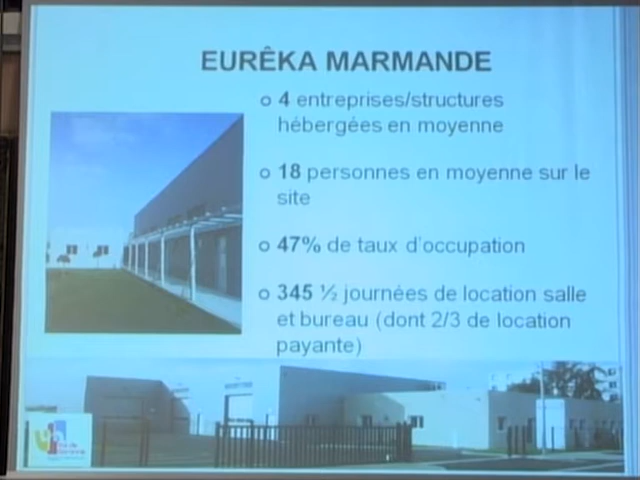 EURÊKA MARMANDE
o 4 entreprises/structures
hébergées en moyenne
o 18 personnes en moyenne sur le
site
o 47% de taux d'occupation
o 345 ½ journées de location salle
et bureau (dont 2/3 de location
payante)